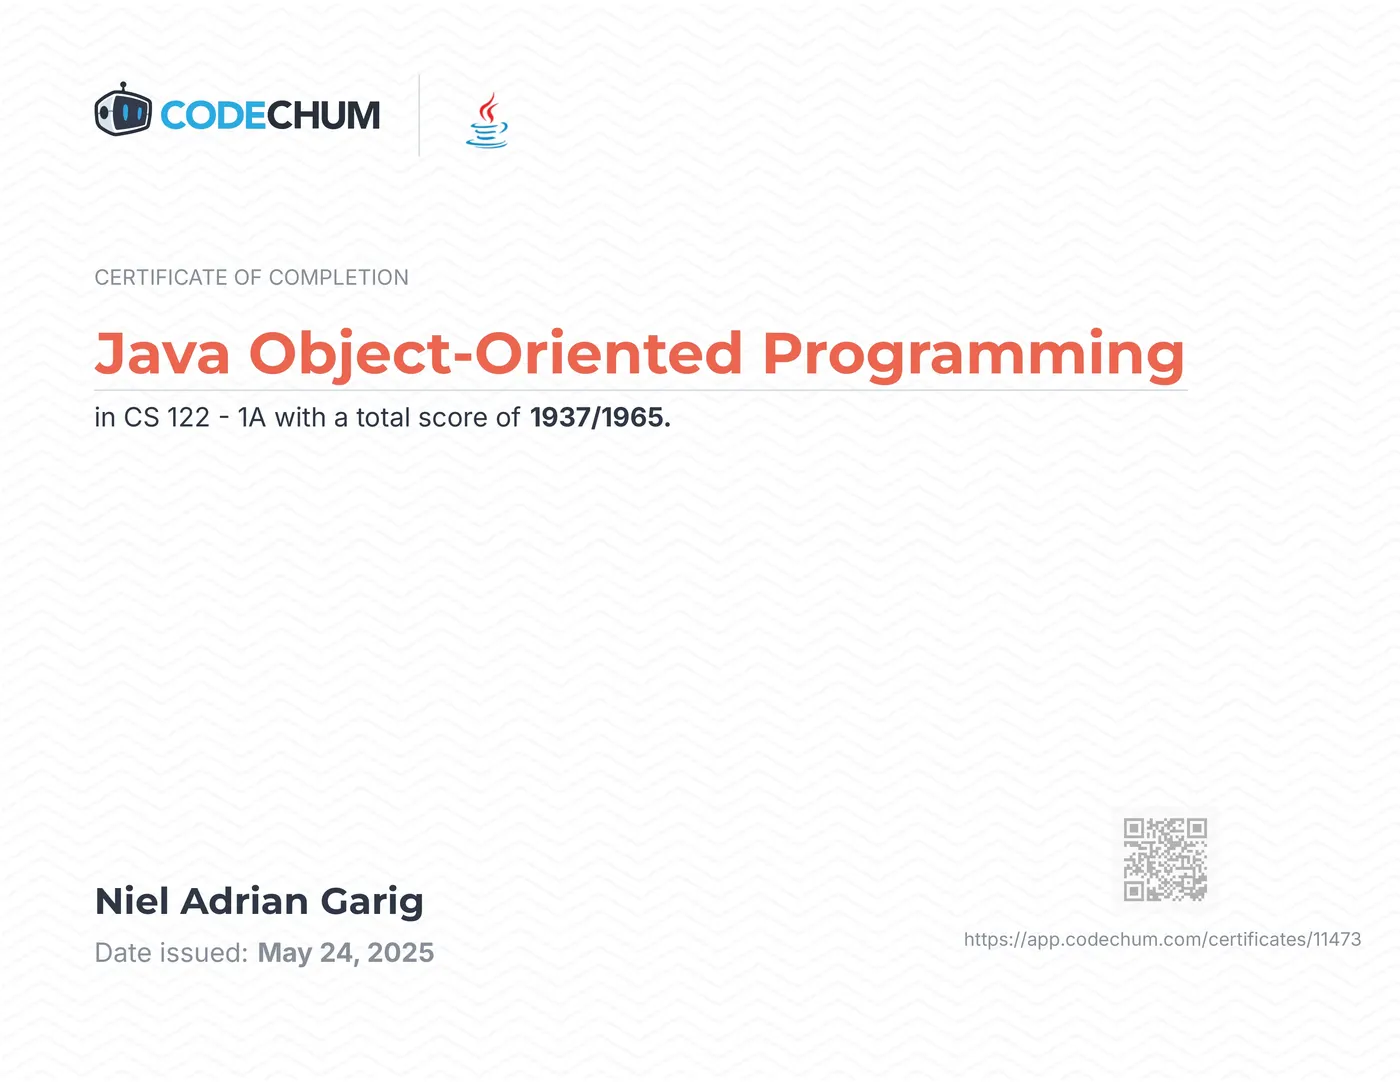 CODECHUM
CERTIFICATE OF COMPLETION
Java Object-Oriented Programming
in CS 122 - 1A with a total score of 1937/1965.
Niel Adrian Garig
Date issued: May 24, 2025
https://app.codechum.com/certificates/11473